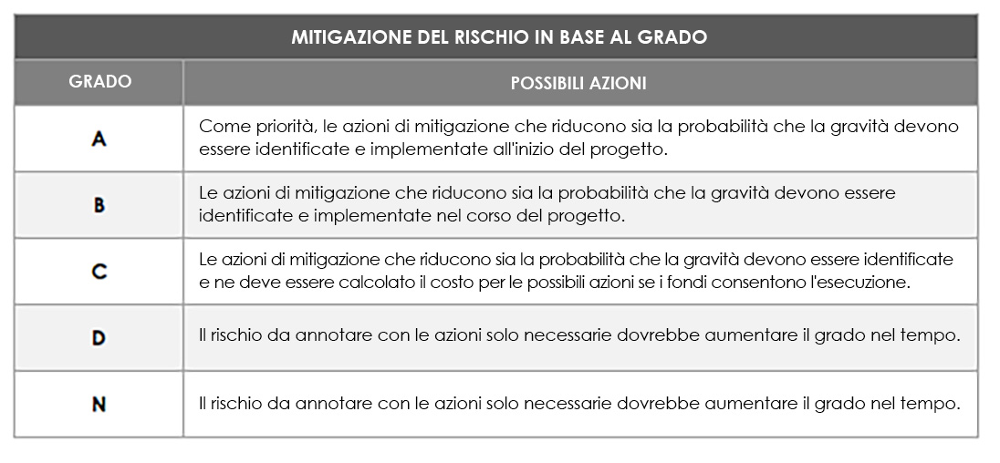 MITIGAZIONE DEL RISCHIO IN BASE AL GRADO
GRADO
POSSIBILI AZIONI
A
Come priorità, le azioni di mitigazione che riducono sia la probabilità che la gravità devono
essere identificate e implementate all'inizio del progetto.
B
Le azioni di mitigazione che riducono sia la probabilità che la gravità devono essere
identificate e implementate nel corso del progetto.
C
Le azioni di mitigazione che riducono sia la probabilità che la gravità devono essere identificate
e ne deve essere calcolato il costo per le possibili azioni se i fondi consentono l'esecuzione.
D
Il rischio da annotare con le azioni solo necessarie dovrebbe aumentare il grado nel tempo.
N
Il rischio da annotare con le azioni solo necessarie dovrebbe aumentare il grado nel tempo.